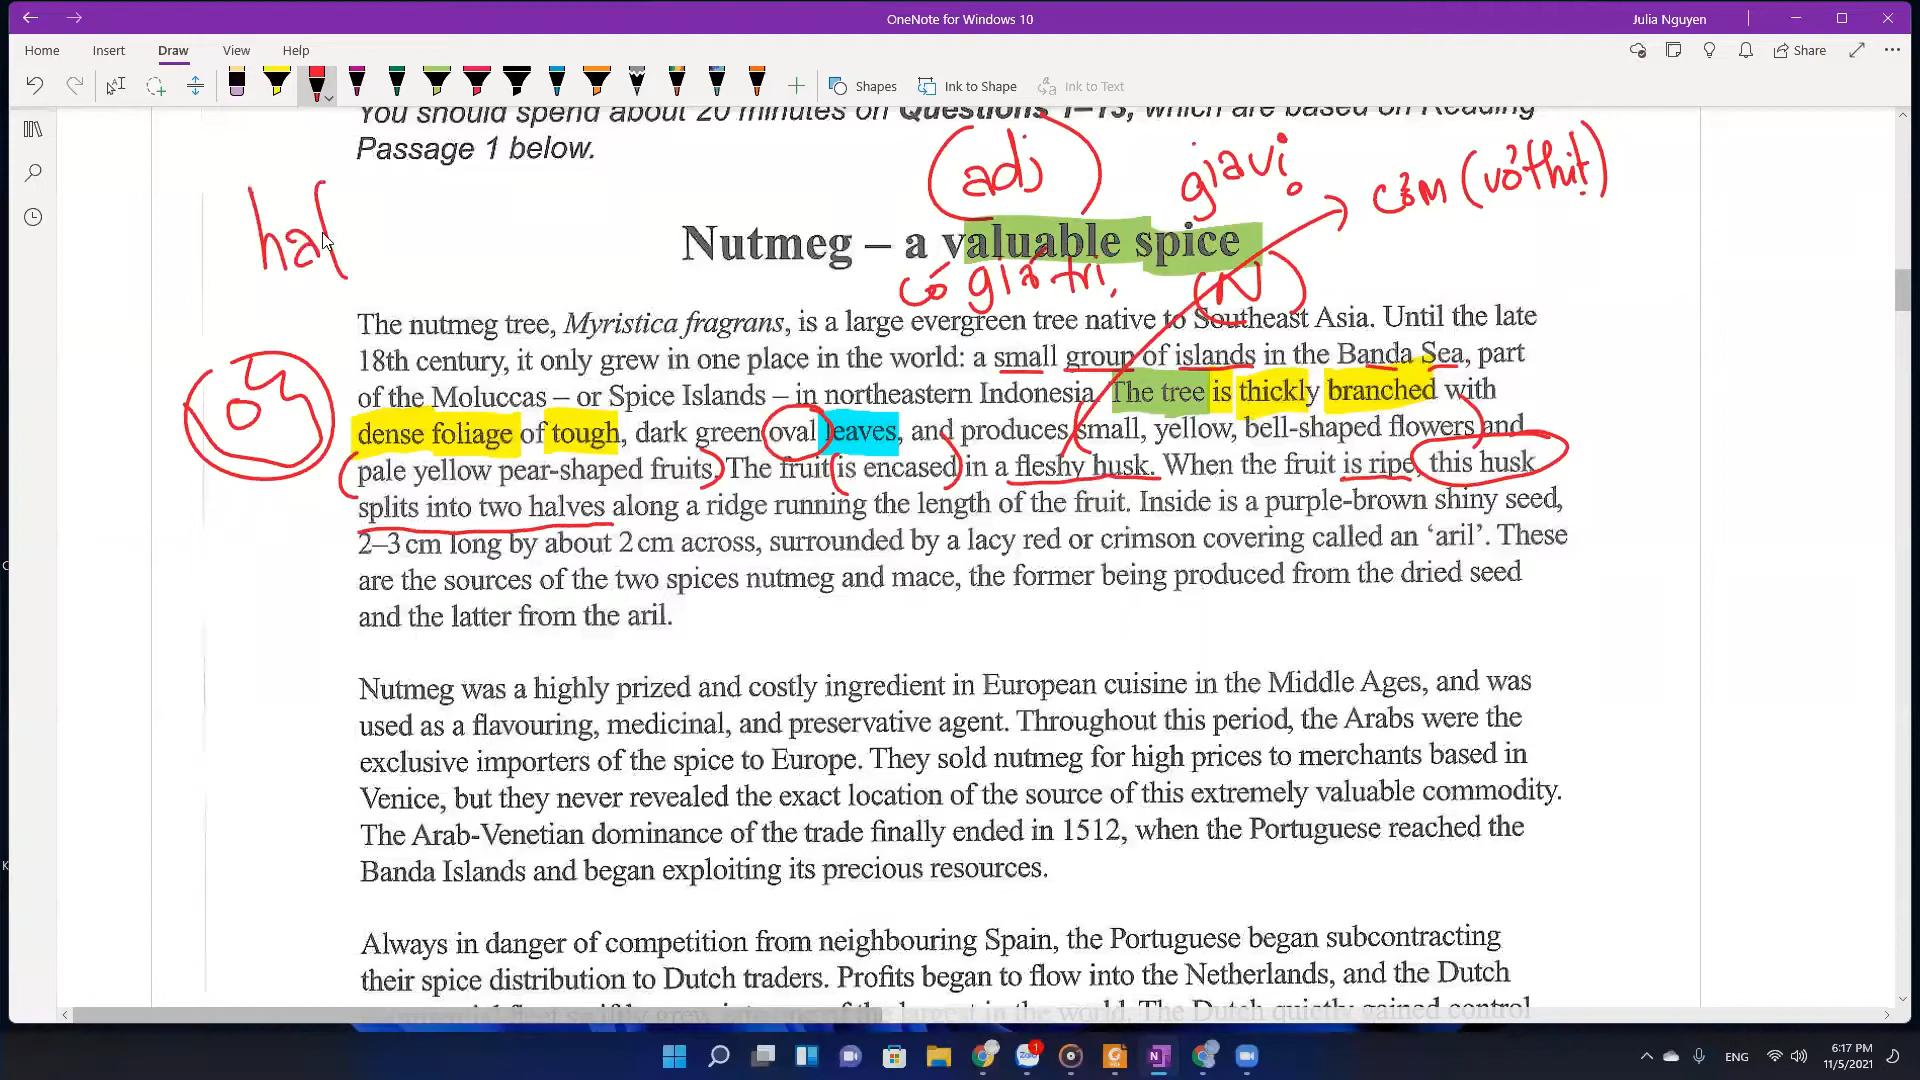 OneNote for Windows 10
Julia Nguyen
Home Insert Draw View Help
Share
Shapes Ink to Shape Ink to Text
You should spend about 20 minutes on Questions 1–13, which are based on Reading
Passage 1 below.
adj
gia vị
cơm (vỏ thịt)
hal
Nutmeg – a valuable spice
có giá trị
N
The nutmeg tree, Myristica fragrans, is a large evergreen tree native to Southeast Asia. Until the late
18th century, it only grew in one place in the world: a small group of islands in the Banda Sea, part
of the Moluccas – or Spice Islands – in northeastern Indonesia. The tree is thickly branched with
dense foliage of tough, dark green oval leaves, and produces small, yellow, bell-shaped flowers and
pale yellow pear-shaped fruits. The fruit is encased in a fleshy husk. When the fruit is ripe, this husk
splits into two halves along a ridge running the length of the fruit. Inside is a purple-brown shiny seed,
2–3 cm long by about 2 cm across, surrounded by a lacy red or crimson covering called an ‘aril’. These
are the sources of the two spices nutmeg and mace, the former being produced from the dried seed
and the latter from the aril.
Nutmeg was a highly prized and costly ingredient in European cuisine in the Middle Ages, and was
used as a flavouring, medicinal, and preservative agent. Throughout this period, the Arabs were the
exclusive importers of the spice to Europe. They sold nutmeg for high prices to merchants based in
Venice, but they never revealed the exact location of the source of this extremely valuable commodity.
The Arab-Venetian dominance of the trade finally ended in 1512, when the Portuguese reached the
Banda Islands and began exploiting its precious resources.
Always in danger of competition from neighbouring Spain, the Portuguese began subcontracting
their spice distribution to Dutch traders. Profits began to flow into the Netherlands, and the Dutch
in the world. The Dutch quietly gained control
ENG
6:17 PM
11/5/2021